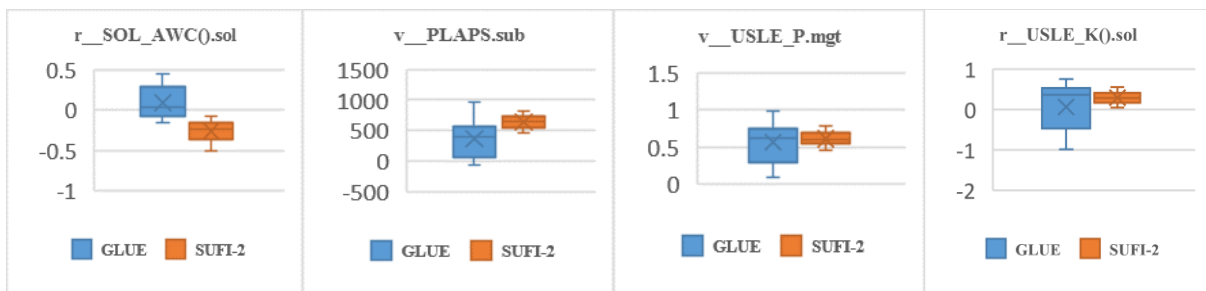 r__SOL_AWC().sol
0.5
0
-0.5
-1
GLUE SUFI-2
v__PLAPS.sub
1500
1000
500
0
-500
GLUE SUFI-2
v__USLE_P.mgt
1.5
1
0.5
0
GLUE SUFI-2
r__USLE_K().sol
1
0
-1
-2
GLUE SUFI-2